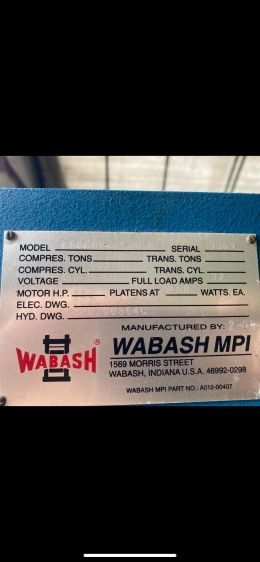 MODEL SERIAL
COMPRES. TONS TRANS. TONS
COMPRES. CYL. TRANS. CYL.
VOLTAGE FULL LOAD AMPS
MOTOR H.P. PLATENS AT WATTS. EA.
ELEC. DWG.
HYD. DWG.
MANUFACTURED BY:
WABASH ® WABASH MPI
1569 MORRIS STREET
WABASH, INDIANA U.S.A. 46992-0298
WABASH MPI PART NO.: A012-00407